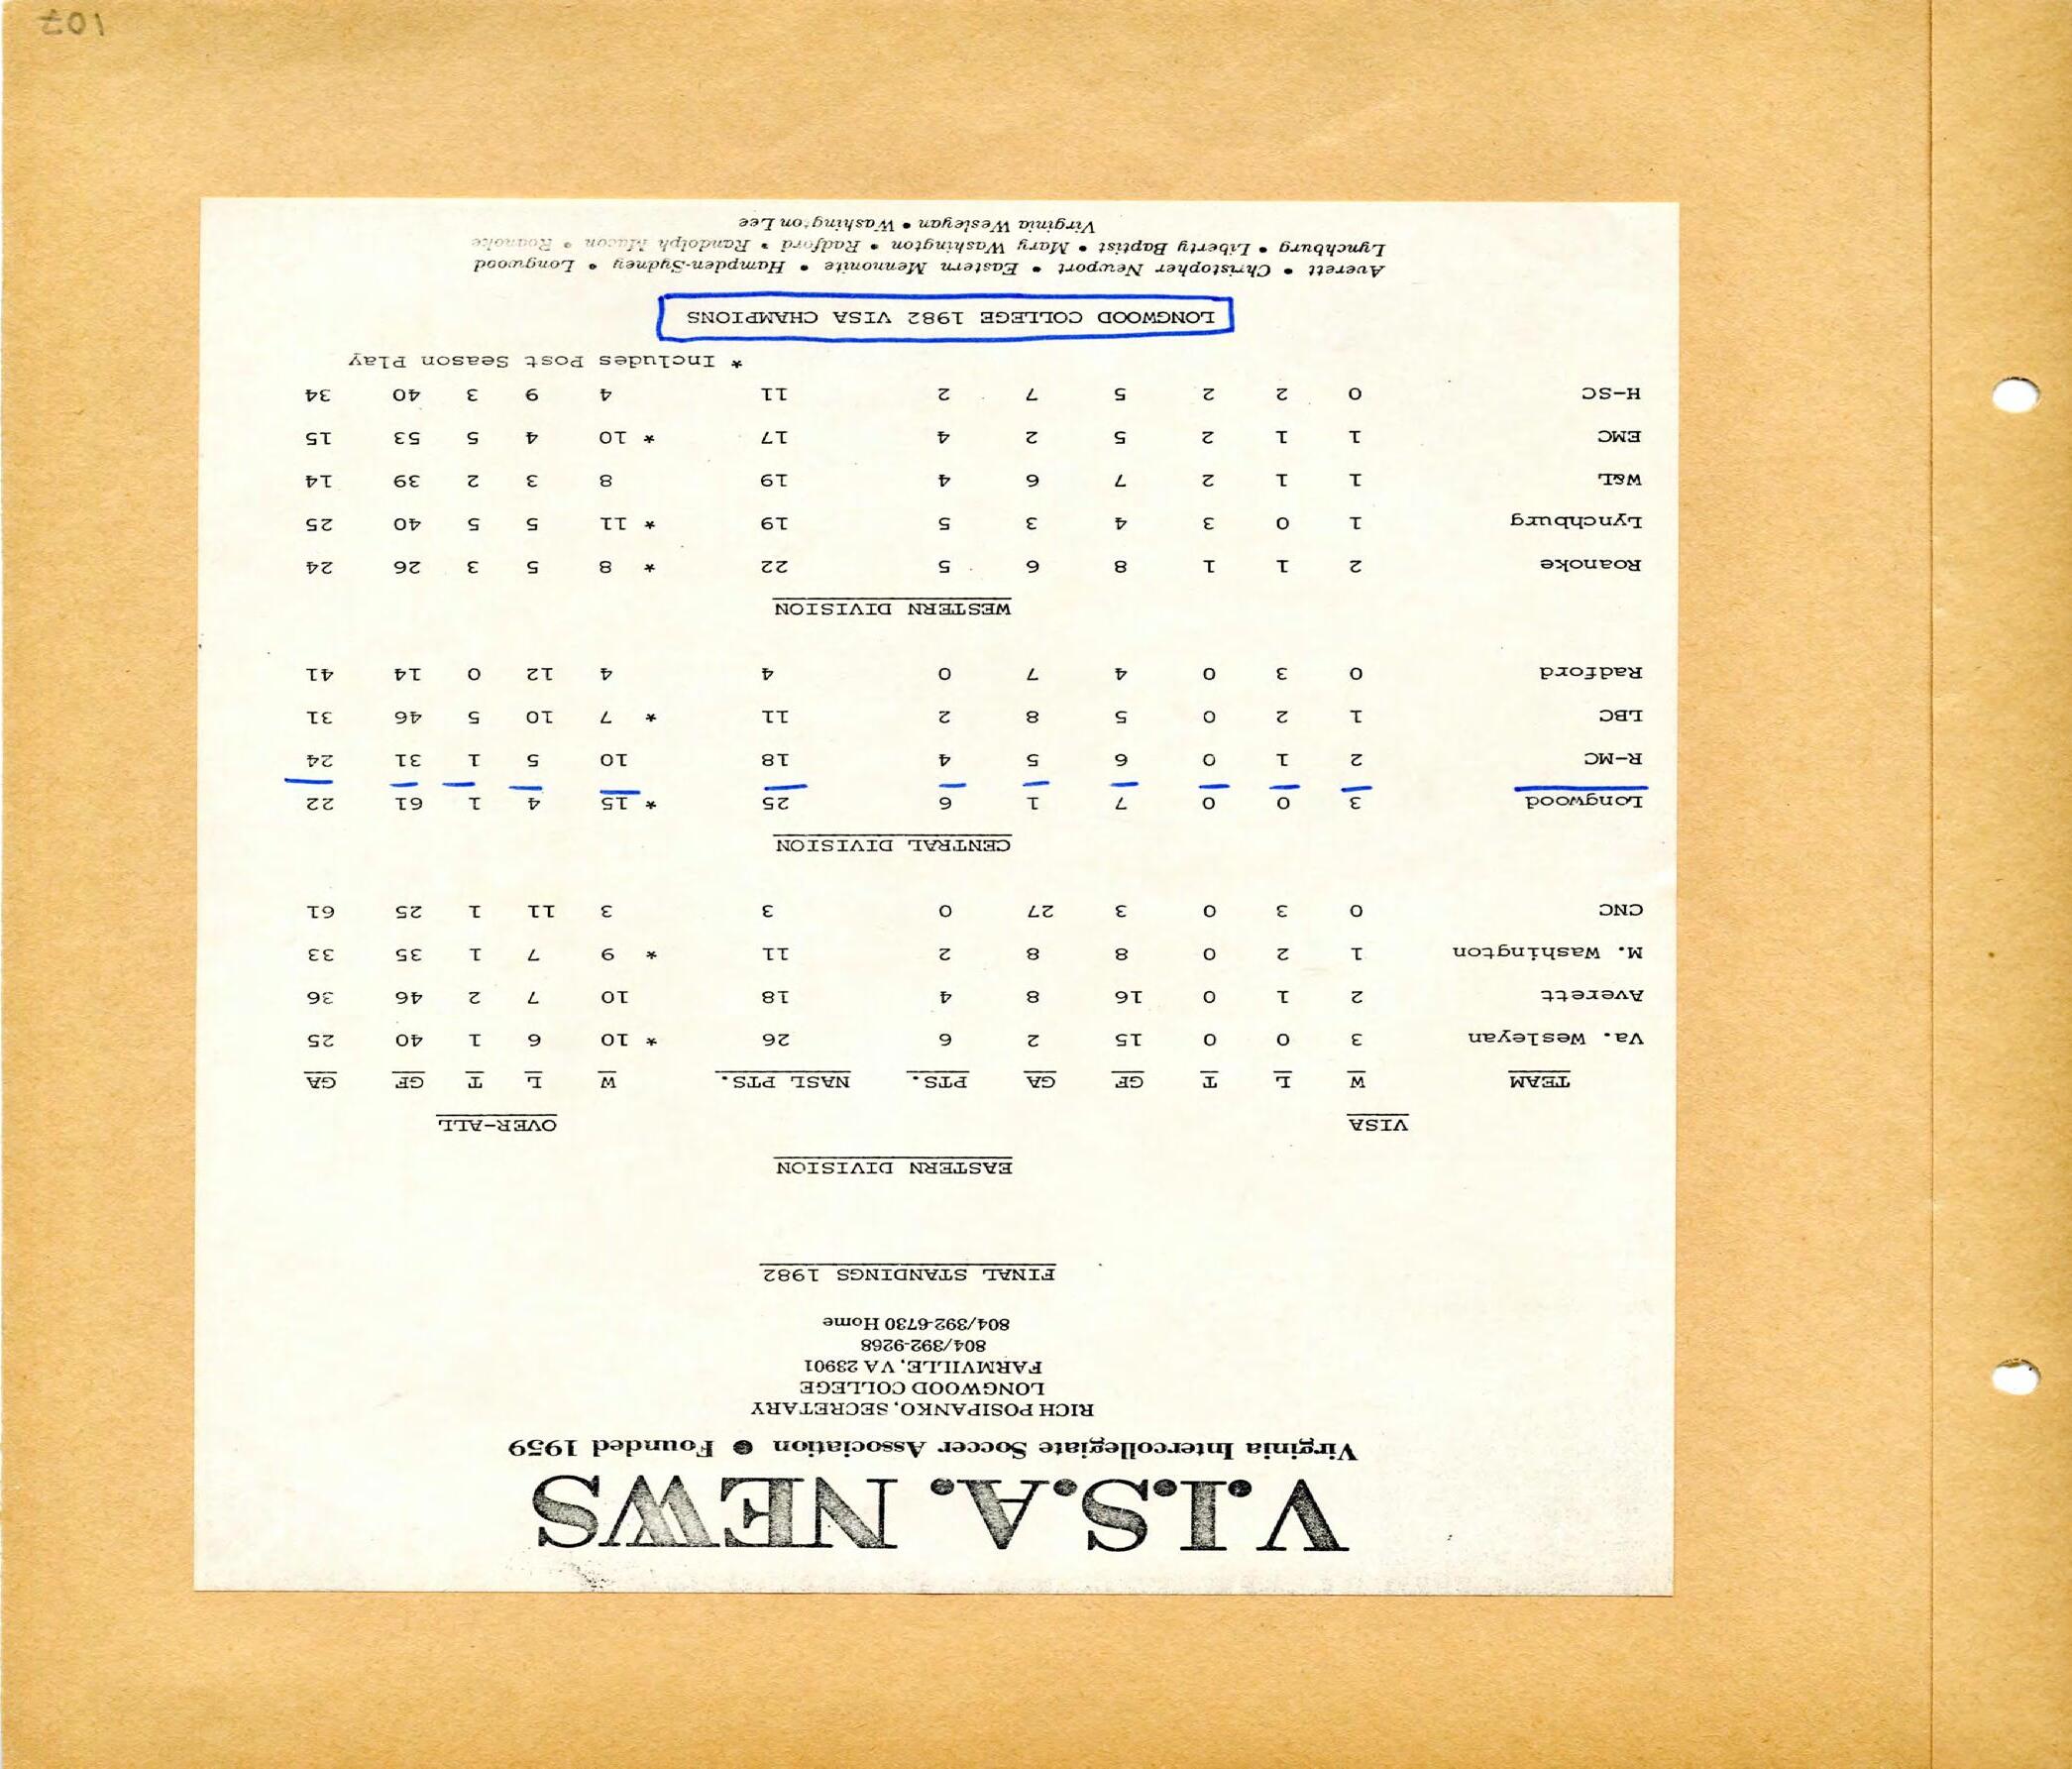 V.I.S.A. NEWS
Virginia Intercollegiate Soccer Association ● Founded 1959
RICH POSIPANKO, SECRETARY
LONGWOOD COLLEGE
FARMVILLE, VA 23901
804/392-9268
804/392-6730 Home
FINAL STANDINGS 1982
EASTERN DIVISION
VISA OVER-ALL
TEAM W L T GF GA PTS. NASL PTS. W L T GF GA
Va. Wesleyan 3 0 0 15 2 6 26 * 10 6 1 40 25
Averett 2 1 0 16 8 4 18 10 7 2 46 36
M. Washington 1 2 0 8 8 2 11 * 9 7 1 35 33
CNC 0 3 0 3 27 0 3 3 11 1 25 61
CENTRAL DIVISION
Longwood 3 0 0 7 1 6 25 * 15 4 1 61 22
R-MC 2 1 0 6 5 4 18 10 5 1 31 24
LBC 1 2 0 5 8 2 11 * 7 10 5 46 31
Radford 0 3 0 4 7 0 4 4 12 0 14 41
WESTERN DIVISION
Roanoke 2 1 1 8 6 5 22 * 8 5 3 26 24
Lynchburg 1 0 3 4 3 5 19 * 11 5 5 40 25
W&L 1 1 2 7 6 4 19 8 3 2 39 14
EMC 1 1 2 5 2 4 17 * 10 4 5 53 15
H-SC 0 2 2 5 7 2 11 4 9 3 40 34
* Includes Post Season Play
LONGWOOD COLLEGE 1982 VISA CHAMPIONS
Averett • Christopher Newport • Eastern Mennonite • Hampden-Sydney • Longwood
Lynchburg • Liberty Baptist • Mary Washington • Radford • Randolph Macon • Roanoke
Virginia Wesleyan • Washington Lee
107